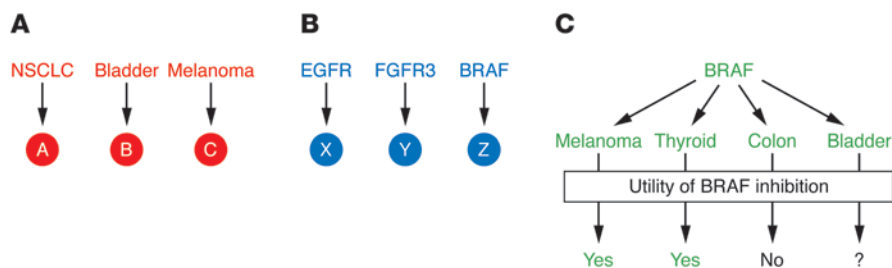 A
NSCLC Bladder Melanoma
A B C
B
EGFR FGFR3 BRAF
X Y Z
C
BRAF
Melanoma Thyroid Colon Bladder
Utility of BRAF inhibition
Yes Yes No ?